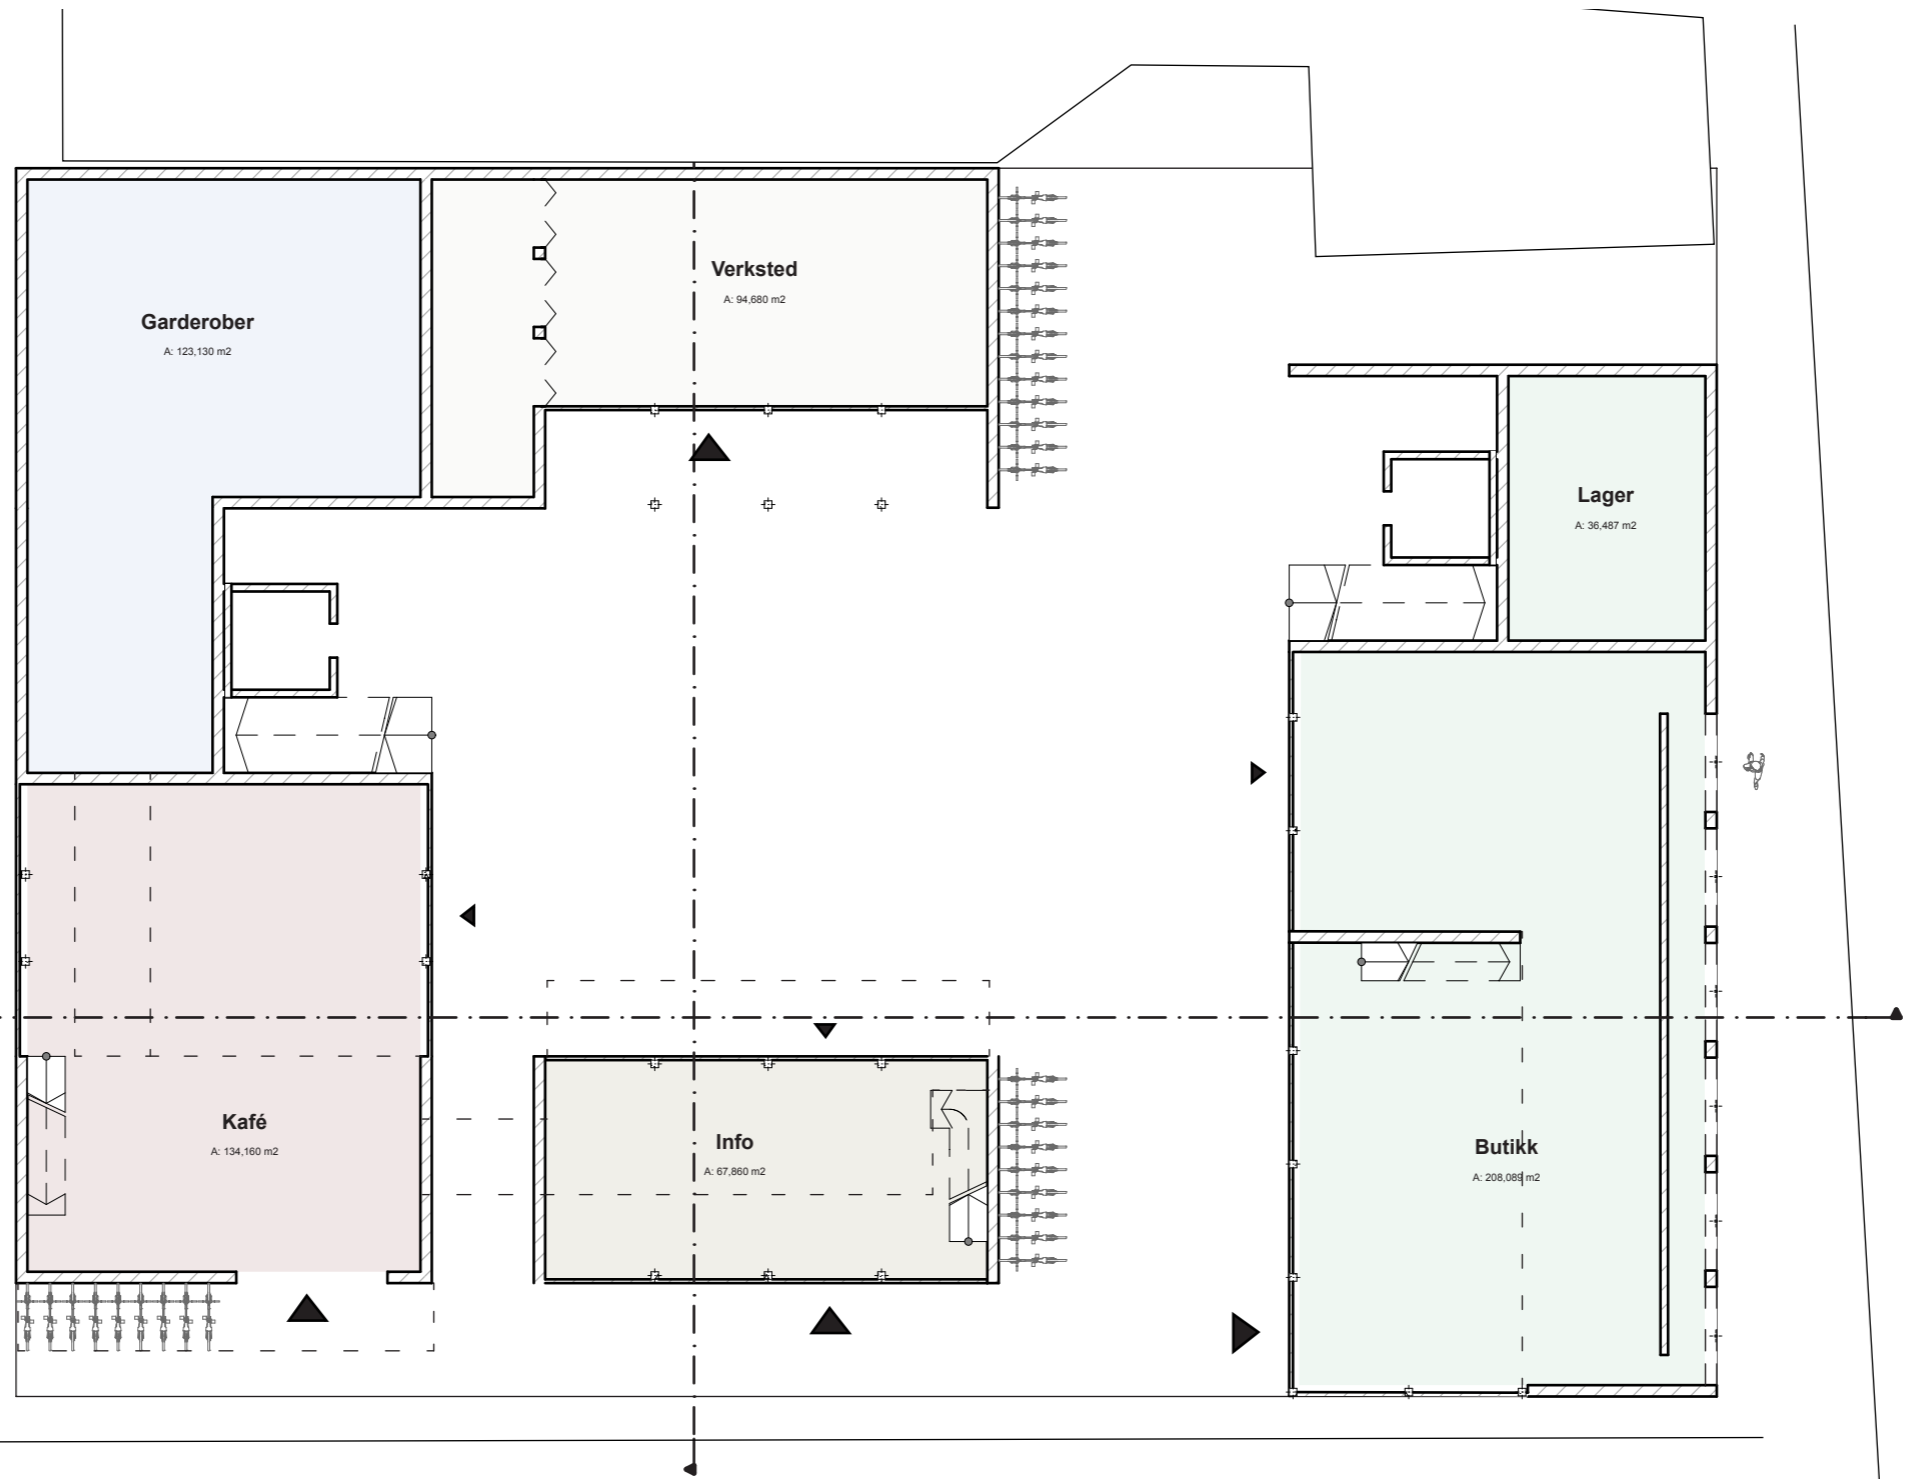 Verksted
A: 94,680 m2
Garderober
A: 123,130 m2
Lager
A: 36,487 m2
Kafé
A: 134,160 m2
Info
A: 67,860 m2
Butikk
A: 208,089 m2